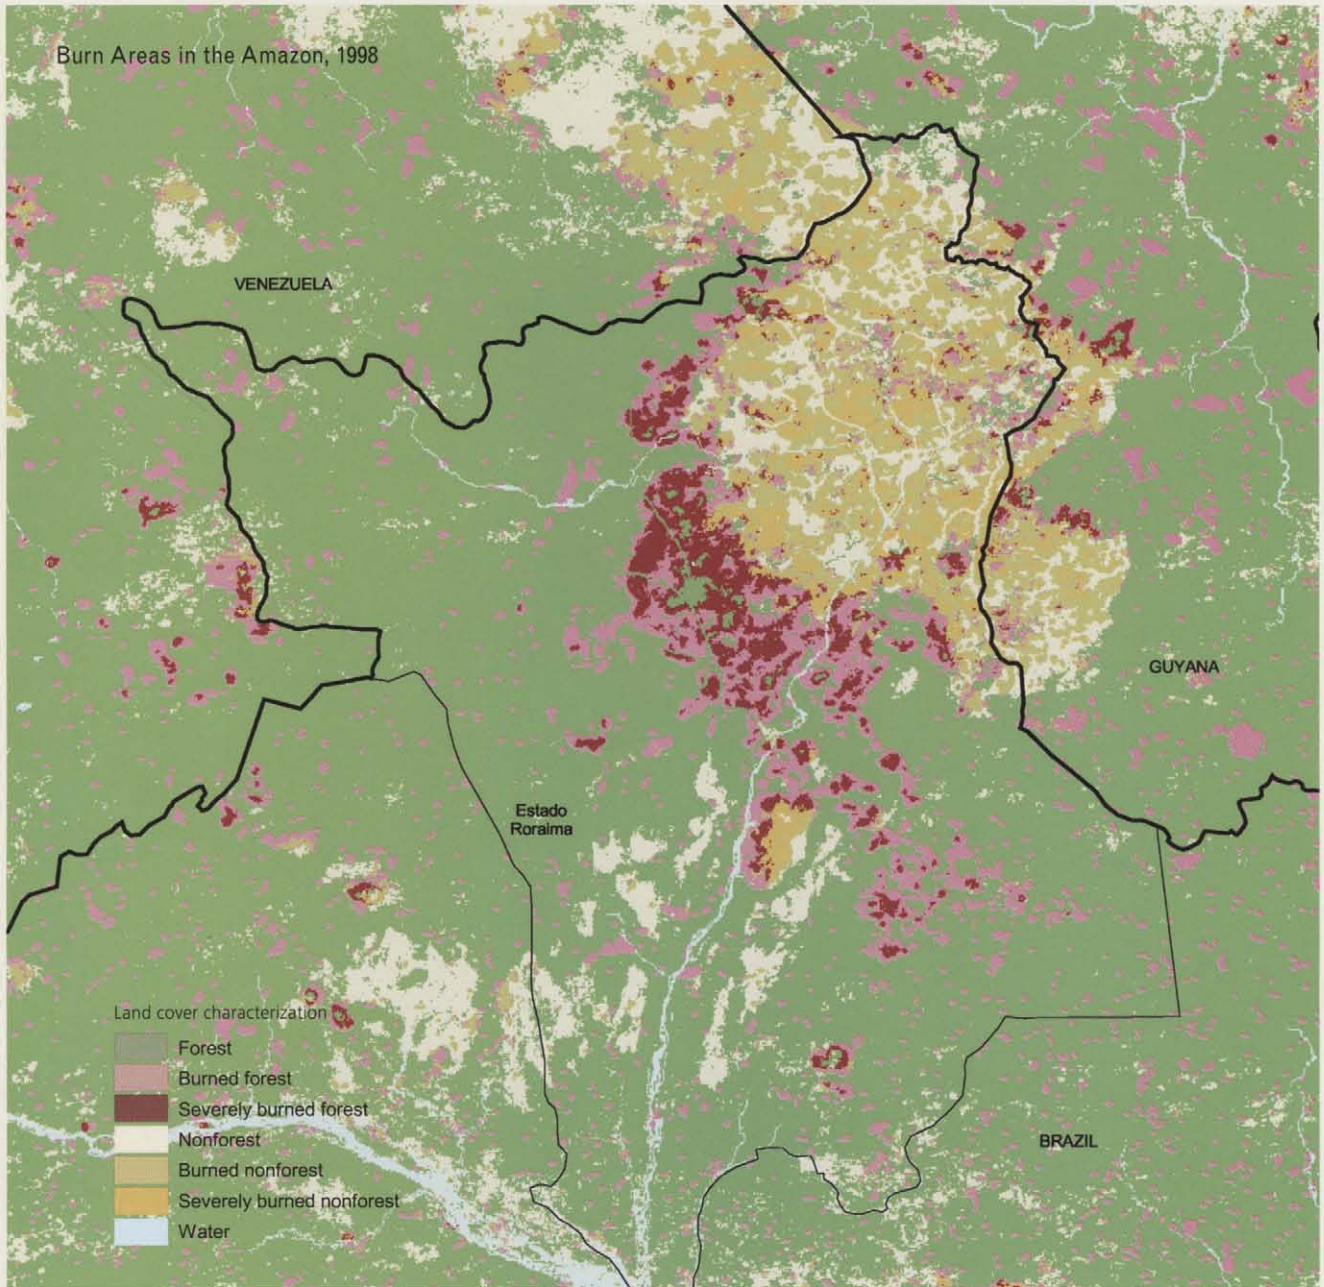 Burn Areas in the Amazon, 1998
VENEZUELA
GUYANA
Estado
Roraima
BRAZIL
Land cover characterization
Forest
Burned forest
Severely burned forest
Nonforest
Burned nonforest
Severely burned nonforest
Water